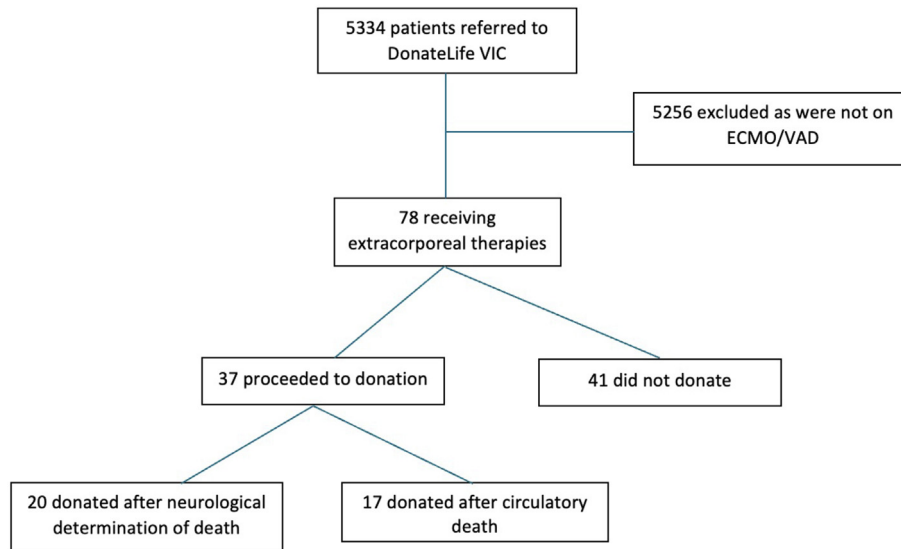 5334 patients referred to
DonateLife VIC
5256 excluded as were not on
ECMO/VAD
78 receiving
extracorporeal therapies
37 proceeded to donation
41 did not donate
20 donated after neurological
determination of death
17 donated after circulatory
death